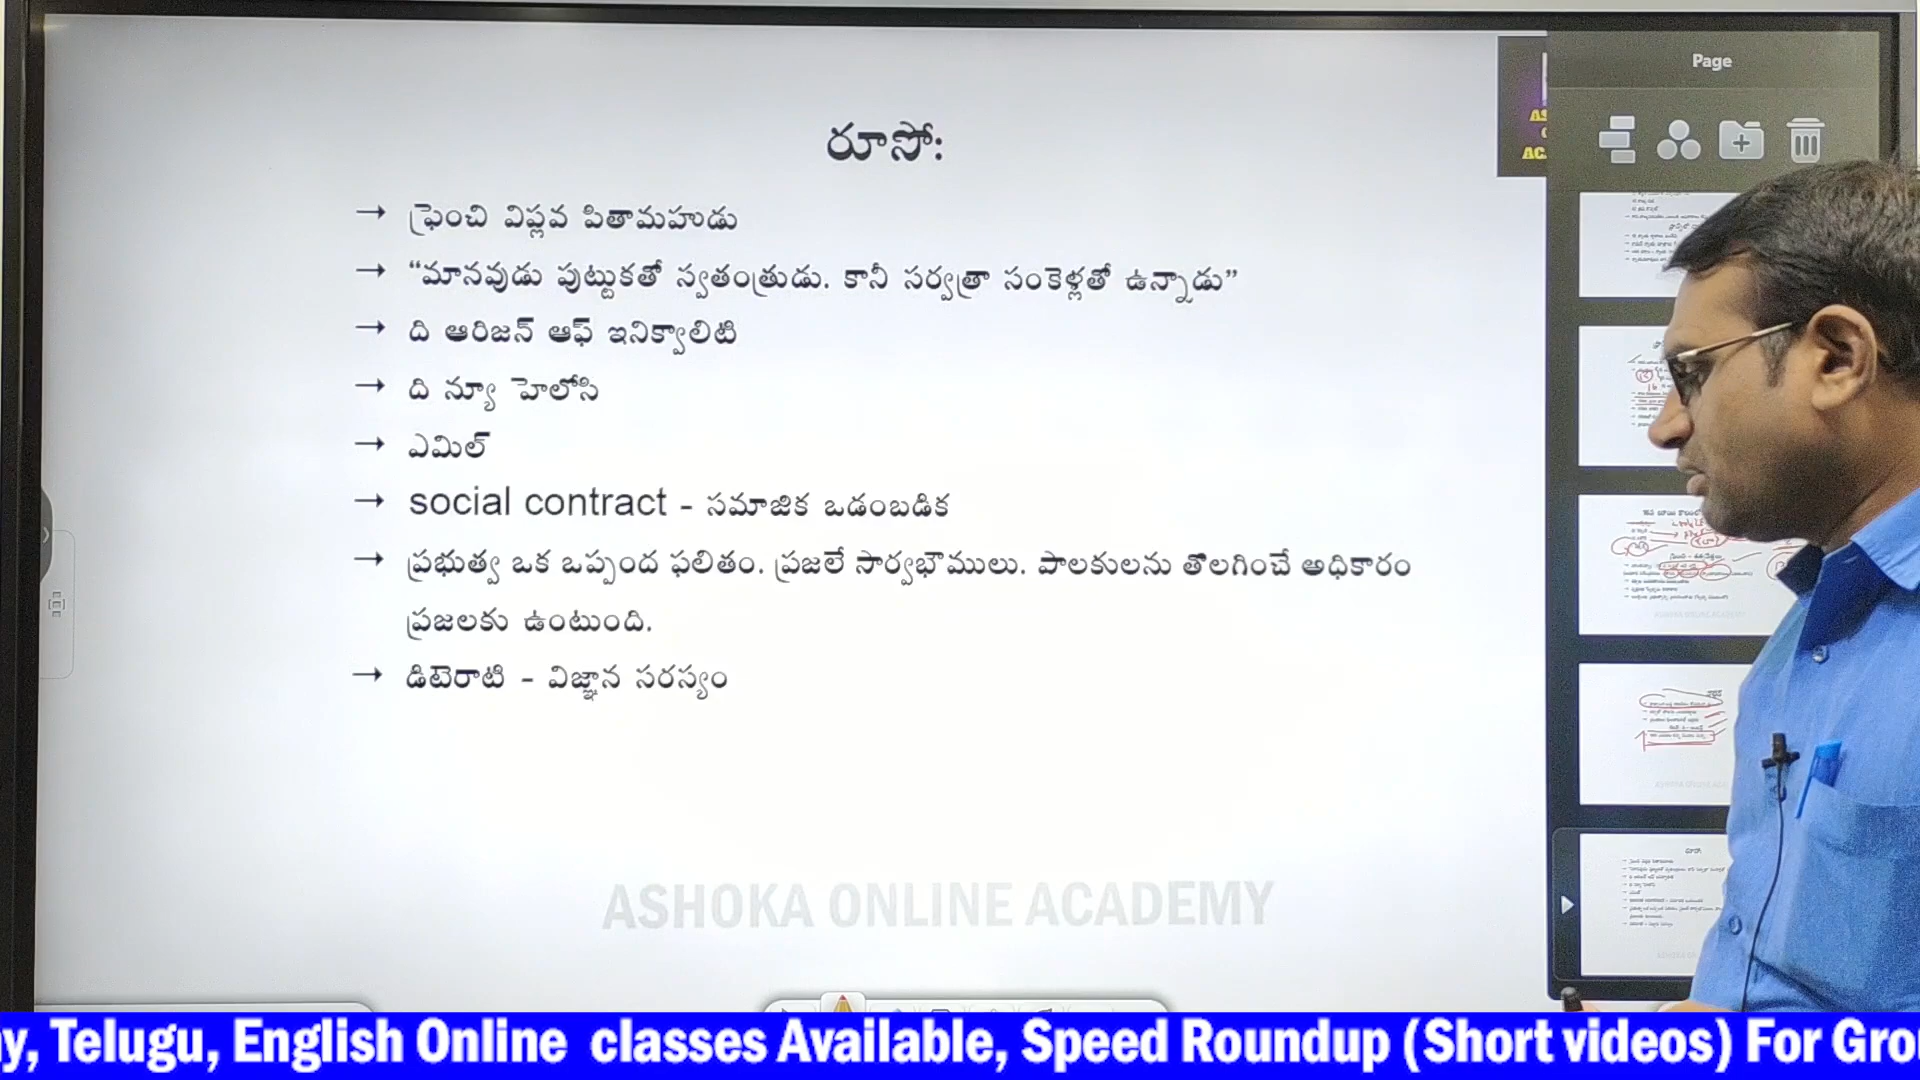 Page
రూసో:
→ ఫ్రెంచి విప్లవ పితామహుడు
→ “మానవుడు పుట్టుకతో స్వతంత్రుడు. కానీ సర్వత్రా సంకెళ్లతో ఉన్నాడు”
→ ది ఆరిజన్ ఆఫ్ ఇనిక్వాలిటి
→ ది న్యూ హెలోసి
→ ఎమిల్
→ social contract - సమాజిక ఒడంబడిక
→ ప్రభుత్వ ఒక ఒప్పంద ఫలితం. ప్రజలే సార్వభౌములు. పాలకులను తొలగించే అధికారం
ప్రజలకు ఉంటుంది.
→ డిటెరాటి - విజ్ఞాన సరస్యం
ASHOKA ONLINE ACADEMY
y, Telugu, English Online classes Available, Speed Roundup (Short videos) For Gro